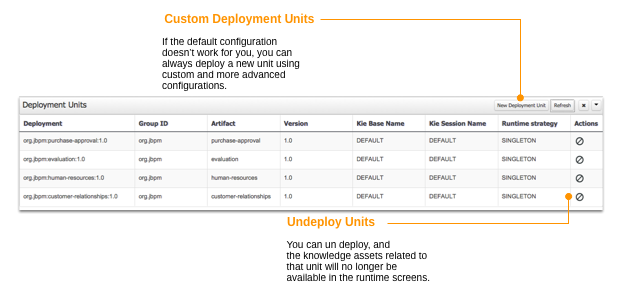 Custom Deployment Units
If the default configuration
doesn't work for you, you can
always deploy a new unit using
custom and more advanced
configurations.
Deployment Units New Deployment Unit Refresh
Deployment Group ID Artifact Version Kie Base Name Kie Session Name Runtime strategy Actions
org.jbpm:purchase-approval:1.0 org.jbpm purchase-approval 1.0 DEFAULT DEFAULT SINGLETON
org.jbpm:evaluation:1.0 org.jbpm evaluation 1.0 DEFAULT DEFAULT SINGLETON
org.jbpm:human-resources:1.0 org.jbpm human-resources 1.0 DEFAULT DEFAULT SINGLETON
org.jbpm:customer-relationships:1.0 org.jbpm customer-relationships 1.0 DEFAULT DEFAULT SINGLETON
Undeploy Units
You can un deploy, and
the knowledge assets related to
that unit will no longer be
available in the runtime screens.